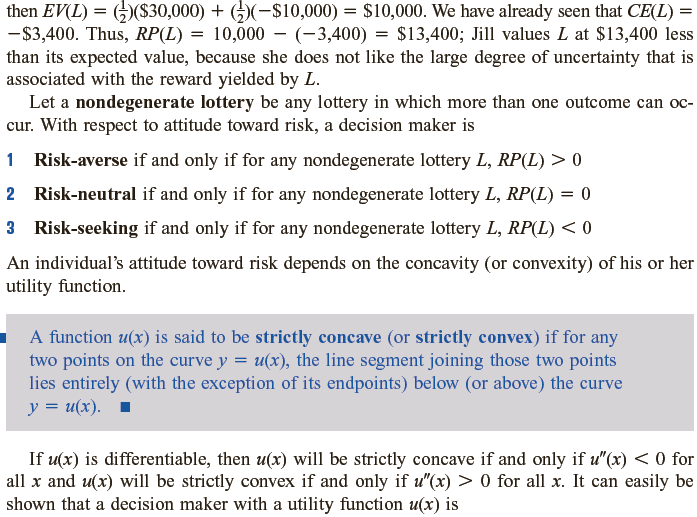 then EV(L) = (½)($30,000) + (½)(−$10,000) = $10,000. We have already seen that CE(L) =
−$3,400. Thus, RP(L) = 10,000 − (−3,400) = $13,400; Jill values L at $13,400 less
than its expected value, because she does not like the large degree of uncertainty that is
associated with the reward yielded by L.
Let a nondegenerate lottery be any lottery in which more than one outcome can oc-
cur. With respect to attitude toward risk, a decision maker is
1 Risk-averse if and only if for any nondegenerate lottery L, RP(L) > 0
2 Risk-neutral if and only if for any nondegenerate lottery L, RP(L) = 0
3 Risk-seeking if and only if for any nondegenerate lottery L, RP(L) < 0
An individual’s attitude toward risk depends on the concavity (or convexity) of his or her
utility function.
A function u(x) is said to be strictly concave (or strictly convex) if for any
two points on the curve y = u(x), the line segment joining those two points
lies entirely (with the exception of its endpoints) below (or above) the curve
y = u(x). ■
If u(x) is differentiable, then u(x) will be strictly concave if and only if u″(x) < 0 for
all x and u(x) will be strictly convex if and only if u″(x) > 0 for all x. It can easily be
shown that a decision maker with a utility function u(x) is